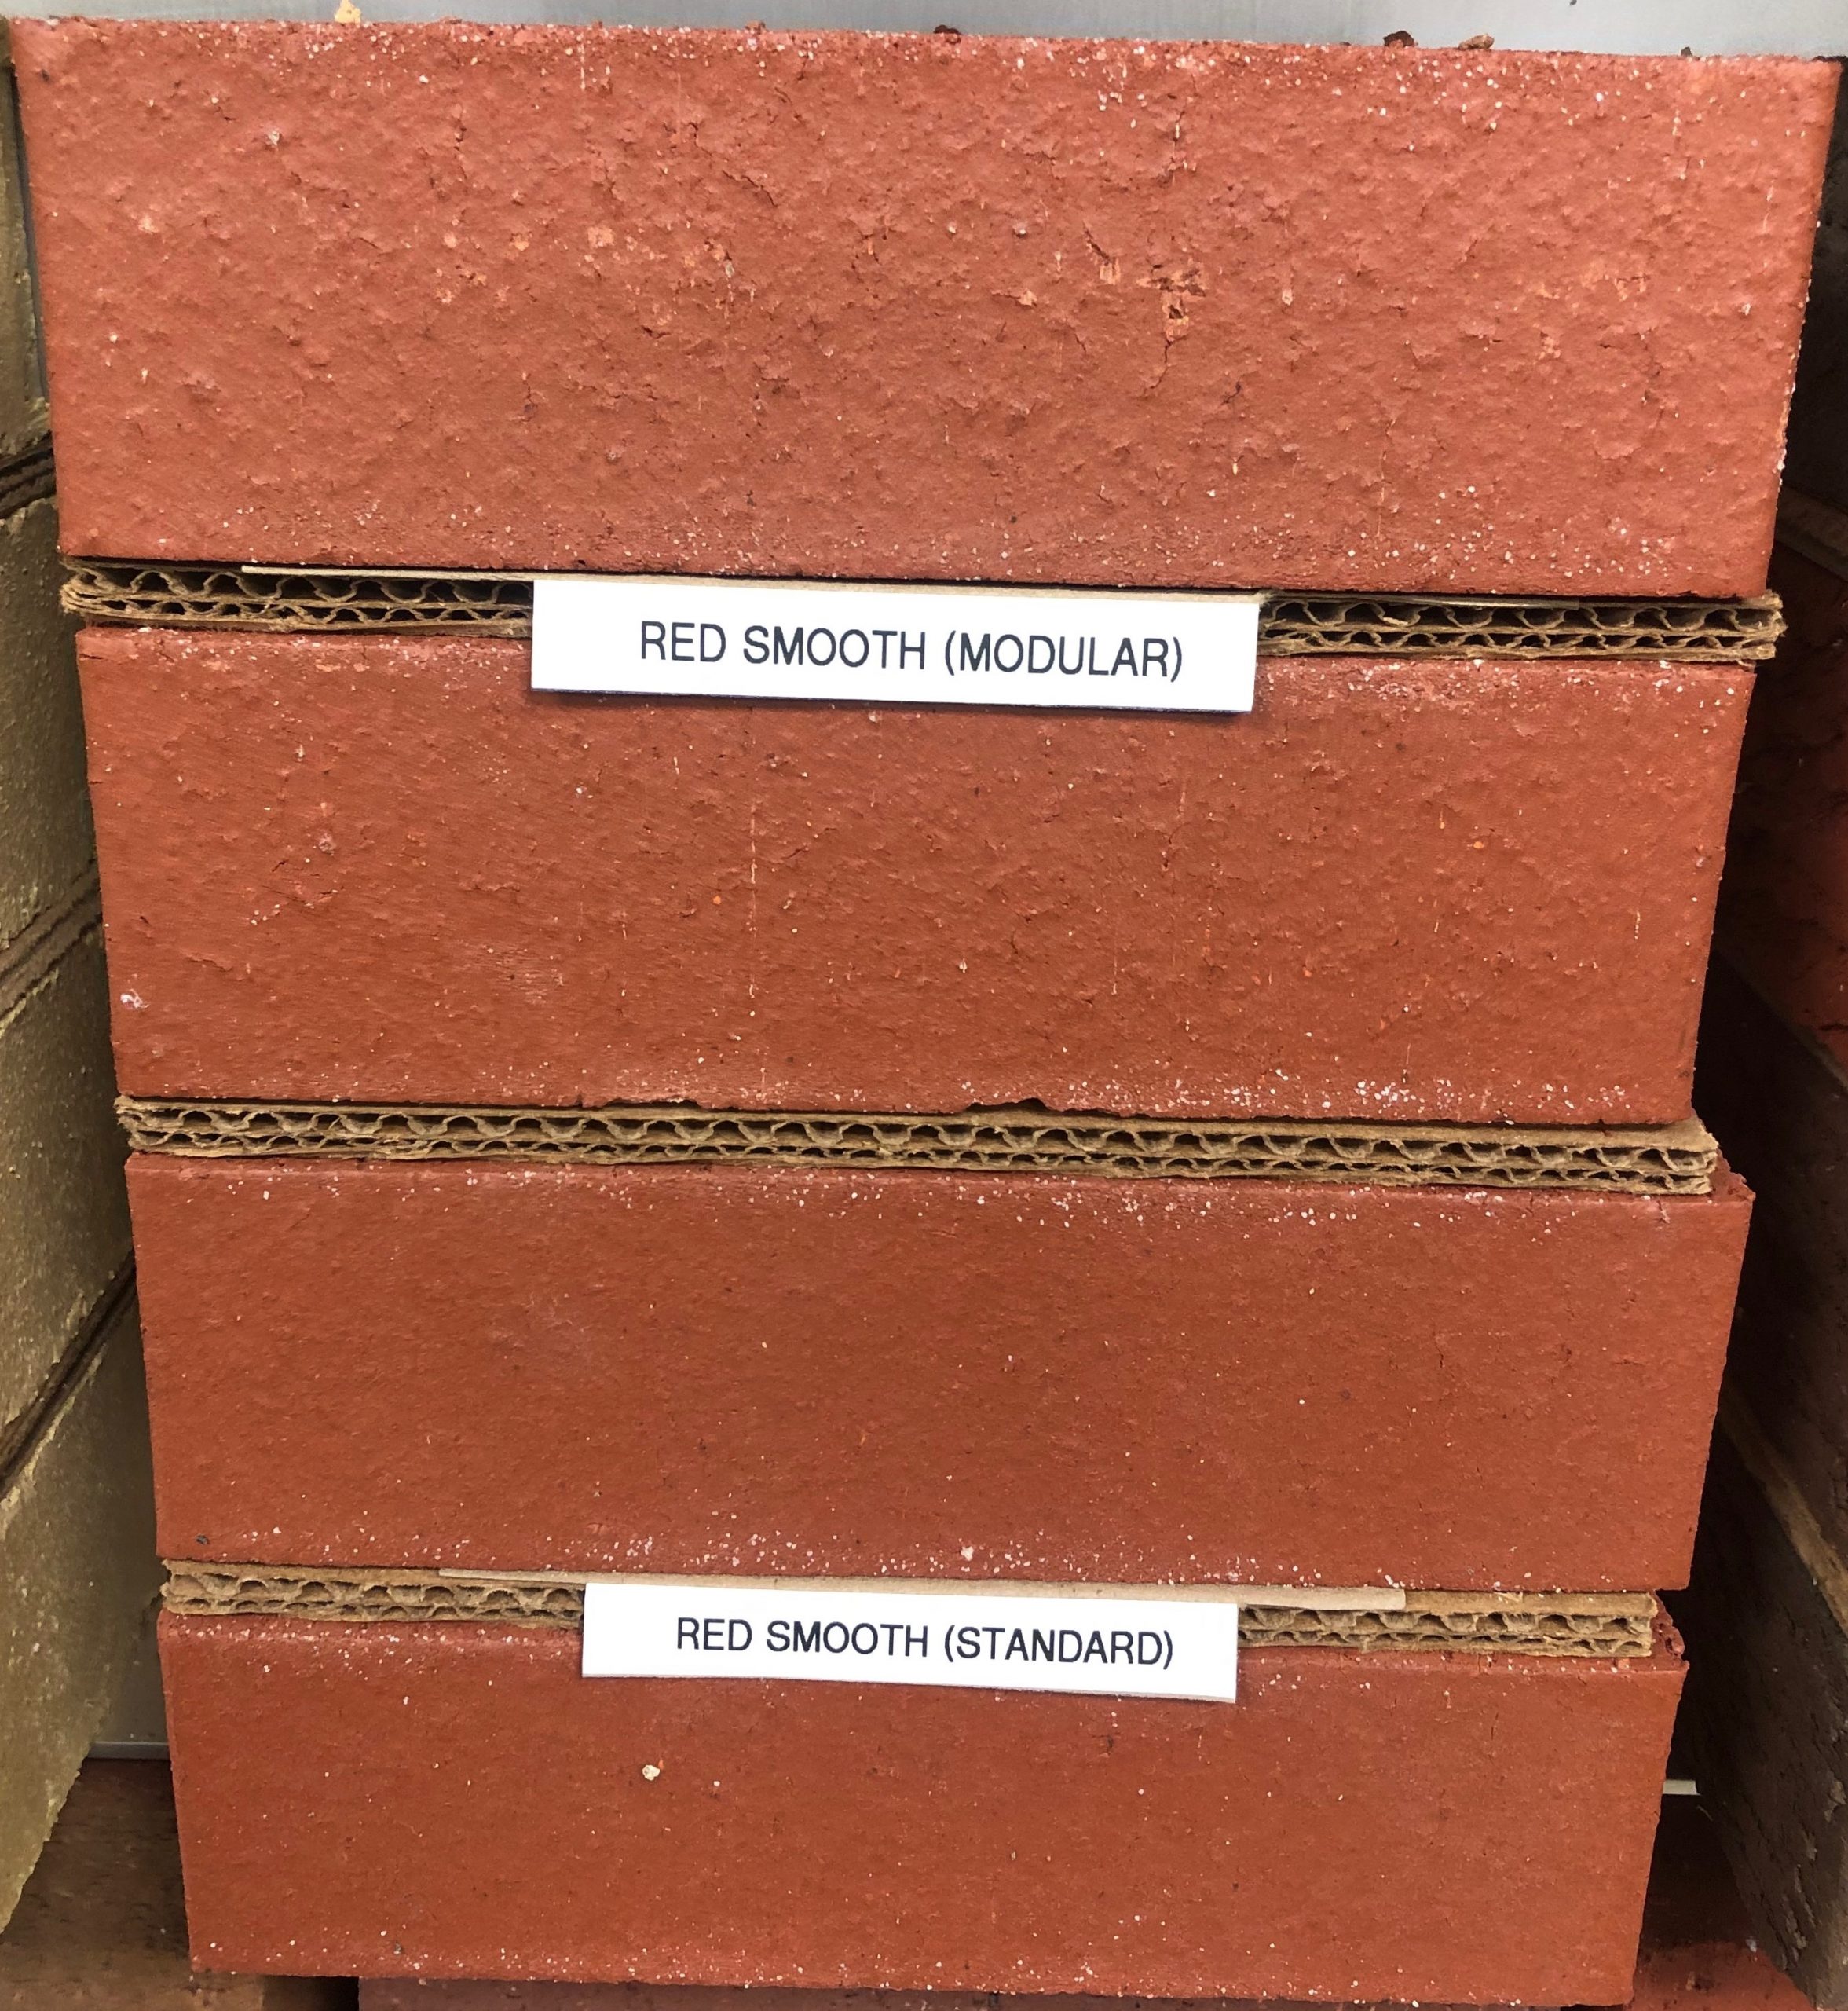 RED SMOOTH (MODULAR)
RED SMOOTH (STANDARD)